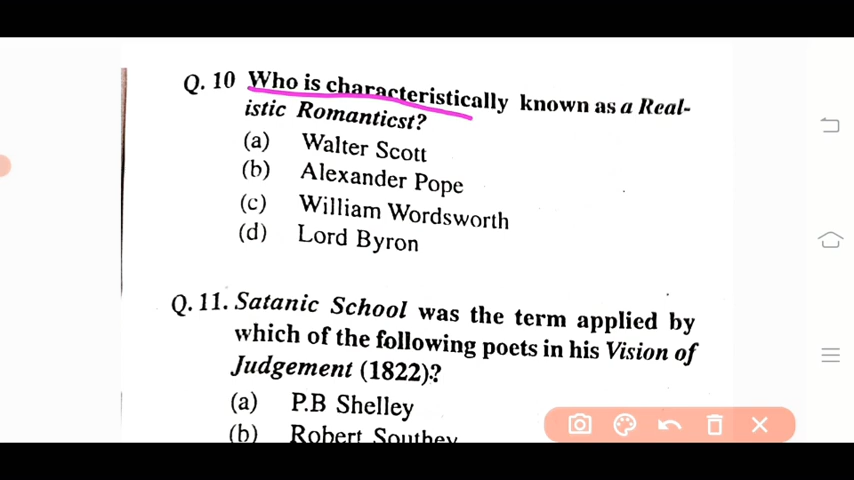 Q. 10 Who is characteristically known as a Real-
istic Romanticst?
(a) Walter Scott
(b) Alexander Pope
(c) William Wordsworth
(d) Lord Byron
Q. 11. Satanic School was the term applied by
which of the following poets in his Vision of
Judgement (1822)?
(a) P.B Shelley
(b) Robert Southey